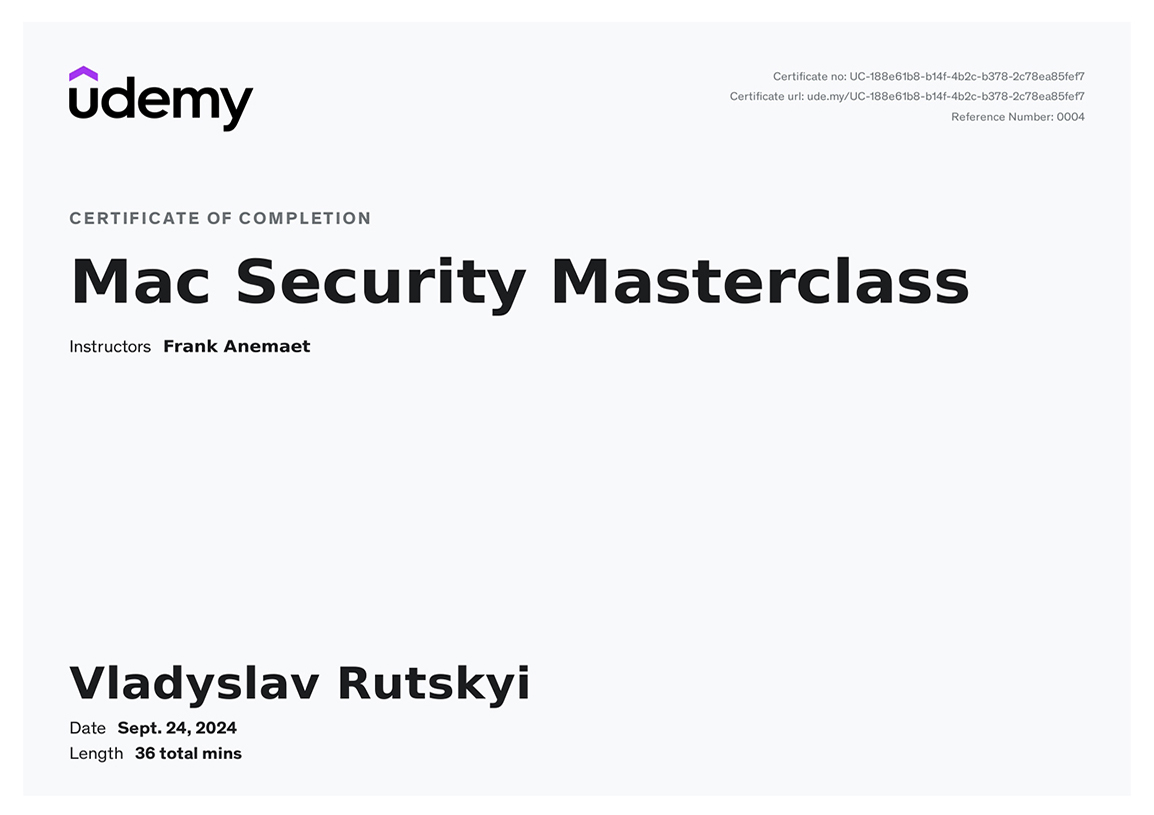 udemy
Certificate no: UC-188e61b8-b14f-4b2c-b378-2c78ea85fef7
Certificate url: ude.my/UC-188e61b8-b14f-4b2c-b378-2c78ea85fef7
Reference Number: 0004
CERTIFICATE OF COMPLETION
Mac Security Masterclass
Instructors Frank Anemaet
Vladyslav Rutskyi
Date Sept. 24, 2024
Length 36 total mins